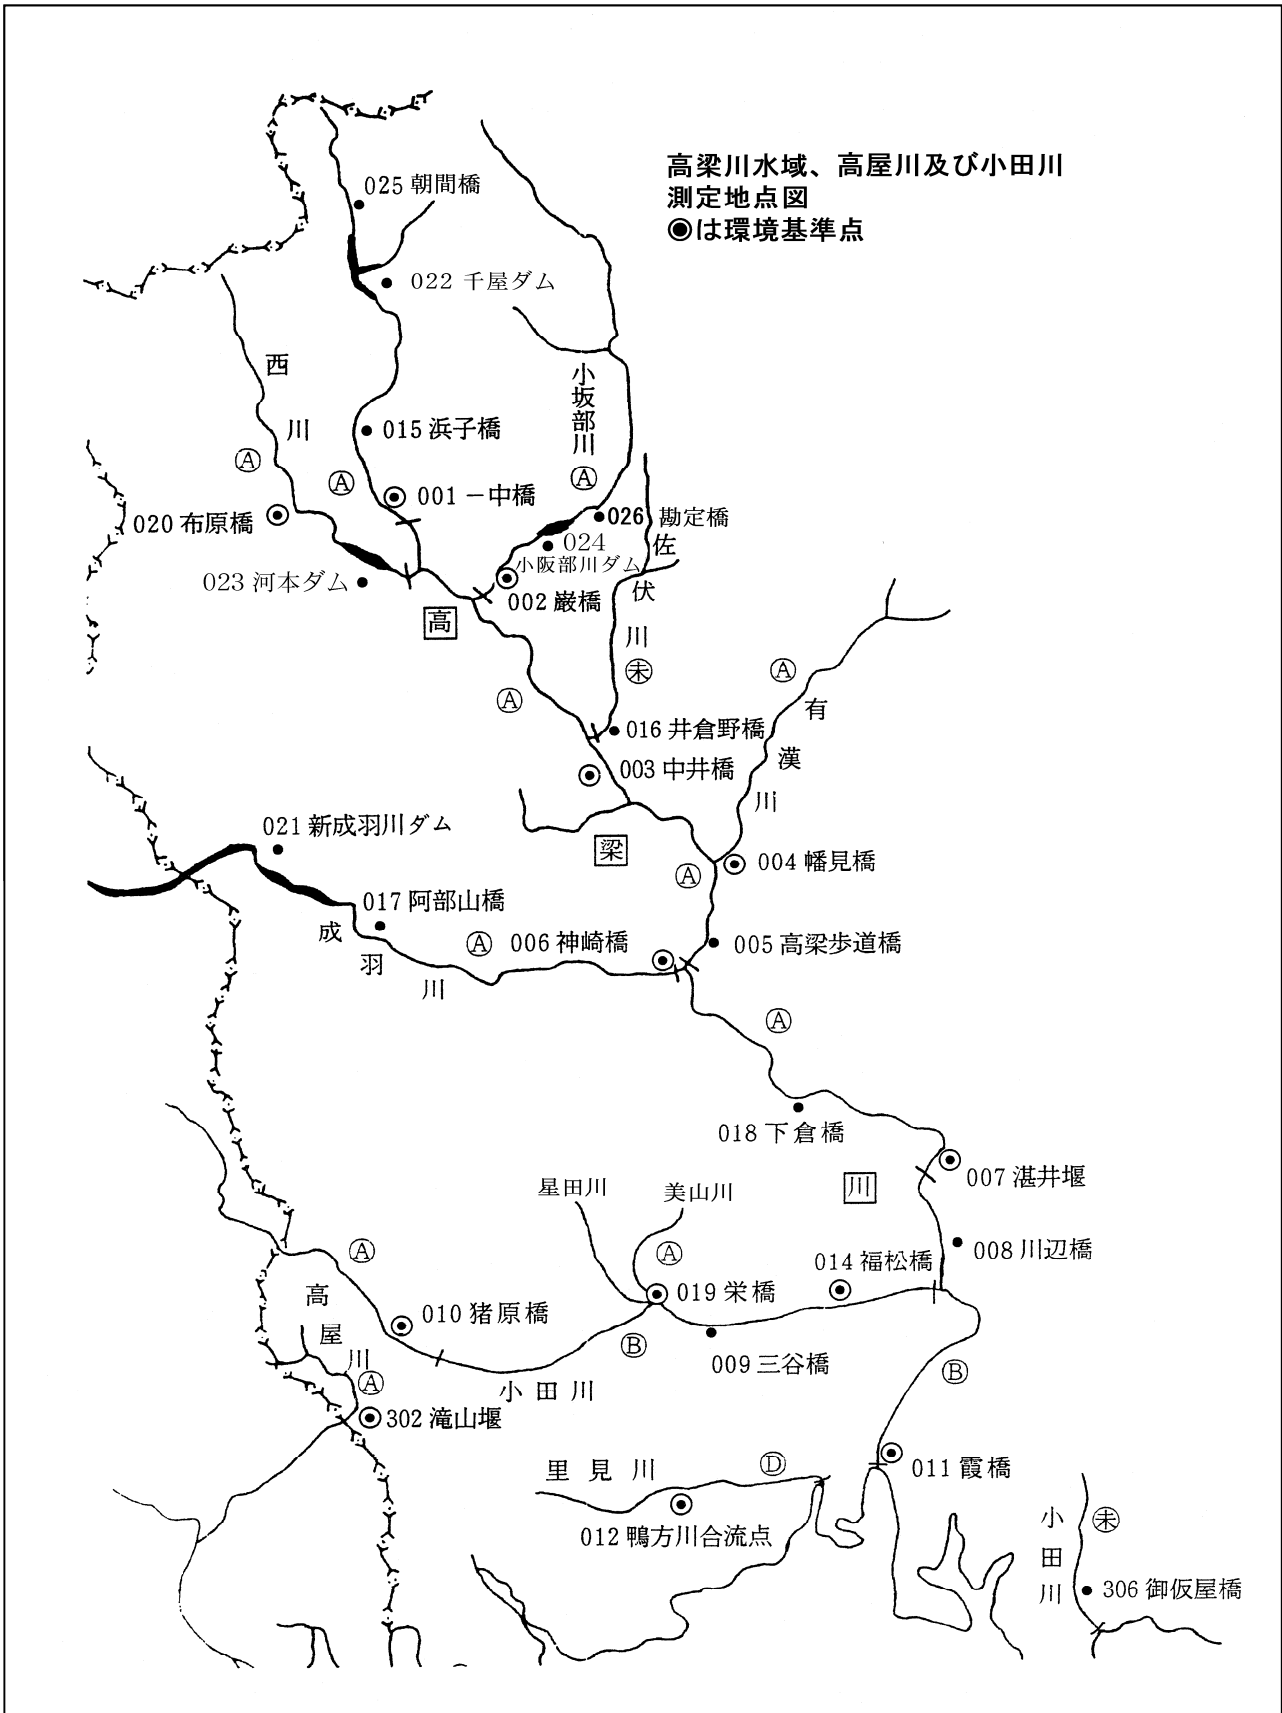 高梁川水域、高屋川及び小田川
測定地点図
◉は環境基準点
025 朝間橋
022 千屋ダム
西川
小坂部川
015 浜子橋
Ⓐ
Ⓐ
Ⓐ
001 一中橋
020 布原橋
026 勘定橋
024
小阪部川ダム
佐伏川
023 河本ダム
002 巌橋
高
㊍
Ⓐ
Ⓐ
有漢川
016 井倉野橋
003 中井橋
021 新成羽川ダム
梁
004 幡見橋
Ⓐ
017 阿部山橋
成羽川
Ⓐ
006 神崎橋
005 高梁歩道橋
Ⓐ
018 下倉橋
007 湛井堰
星田川
美山川
川
008 川辺橋
Ⓐ
Ⓐ
014 福松橋
高屋川
010 猪原橋
019 栄橋
Ⓑ
009 三谷橋
Ⓑ
Ⓐ
小田川
302 滝山堰
里見川
Ⓓ
011 霞橋
012 鴨方川合流点
小田川
未
306 御仮屋橋